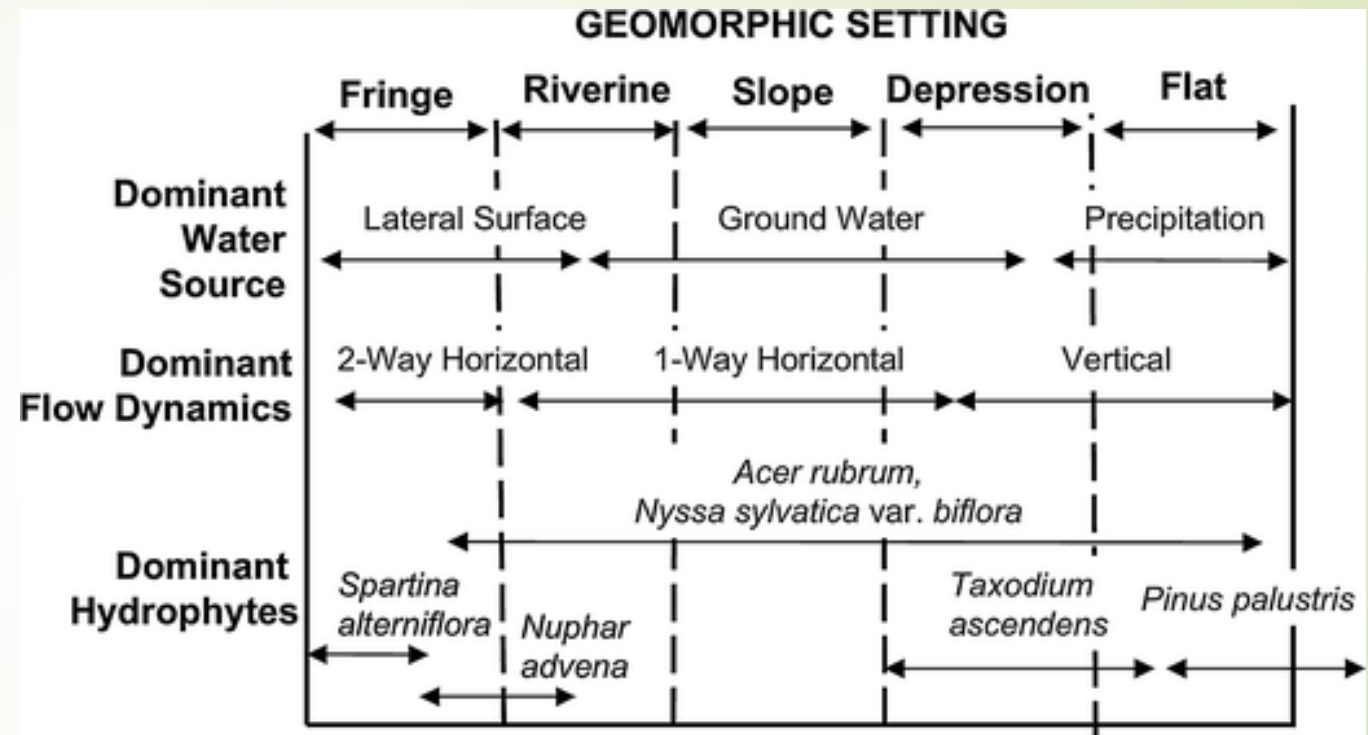 GEOMORPHIC SETTING
Fringe Riverine Slope Depression Flat
Dominant
Water
Source
Lateral Surface Ground Water Precipitation
Dominant
Flow Dynamics
2-Way Horizontal 1-Way Horizontal Vertical
Dominant
Hydrophytes
Acer rubrum,
Nyssa sylvatica var. biflora
Spartina
alterniflora
Nuphar
advena
Taxodium
ascendens
Pinus palustris